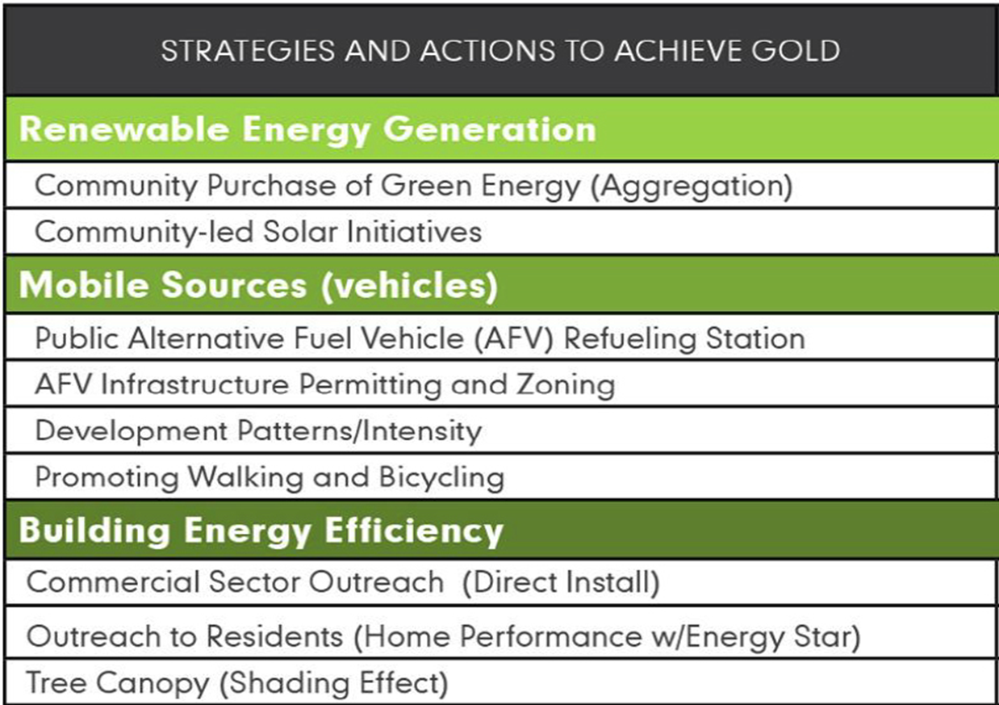 STRATEGIES AND ACTIONS TO ACHIEVE GOLD
Renewable Energy Generation
Community Purchase of Green Energy (Aggregation)
Community-led Solar Initiatives
Mobile Sources (vehicles)
Public Alternative Fuel Vehicle (AFV) Refueling Station
AFV Infrastructure Permitting and Zoning
Development Patterns/Intensity
Promoting Walking and Bicycling
Building Energy Efficiency
Commercial Sector Outreach (Direct Install)
Outreach to Residents (Home Performance w/Energy Star)
Tree Canopy (Shading Effect)